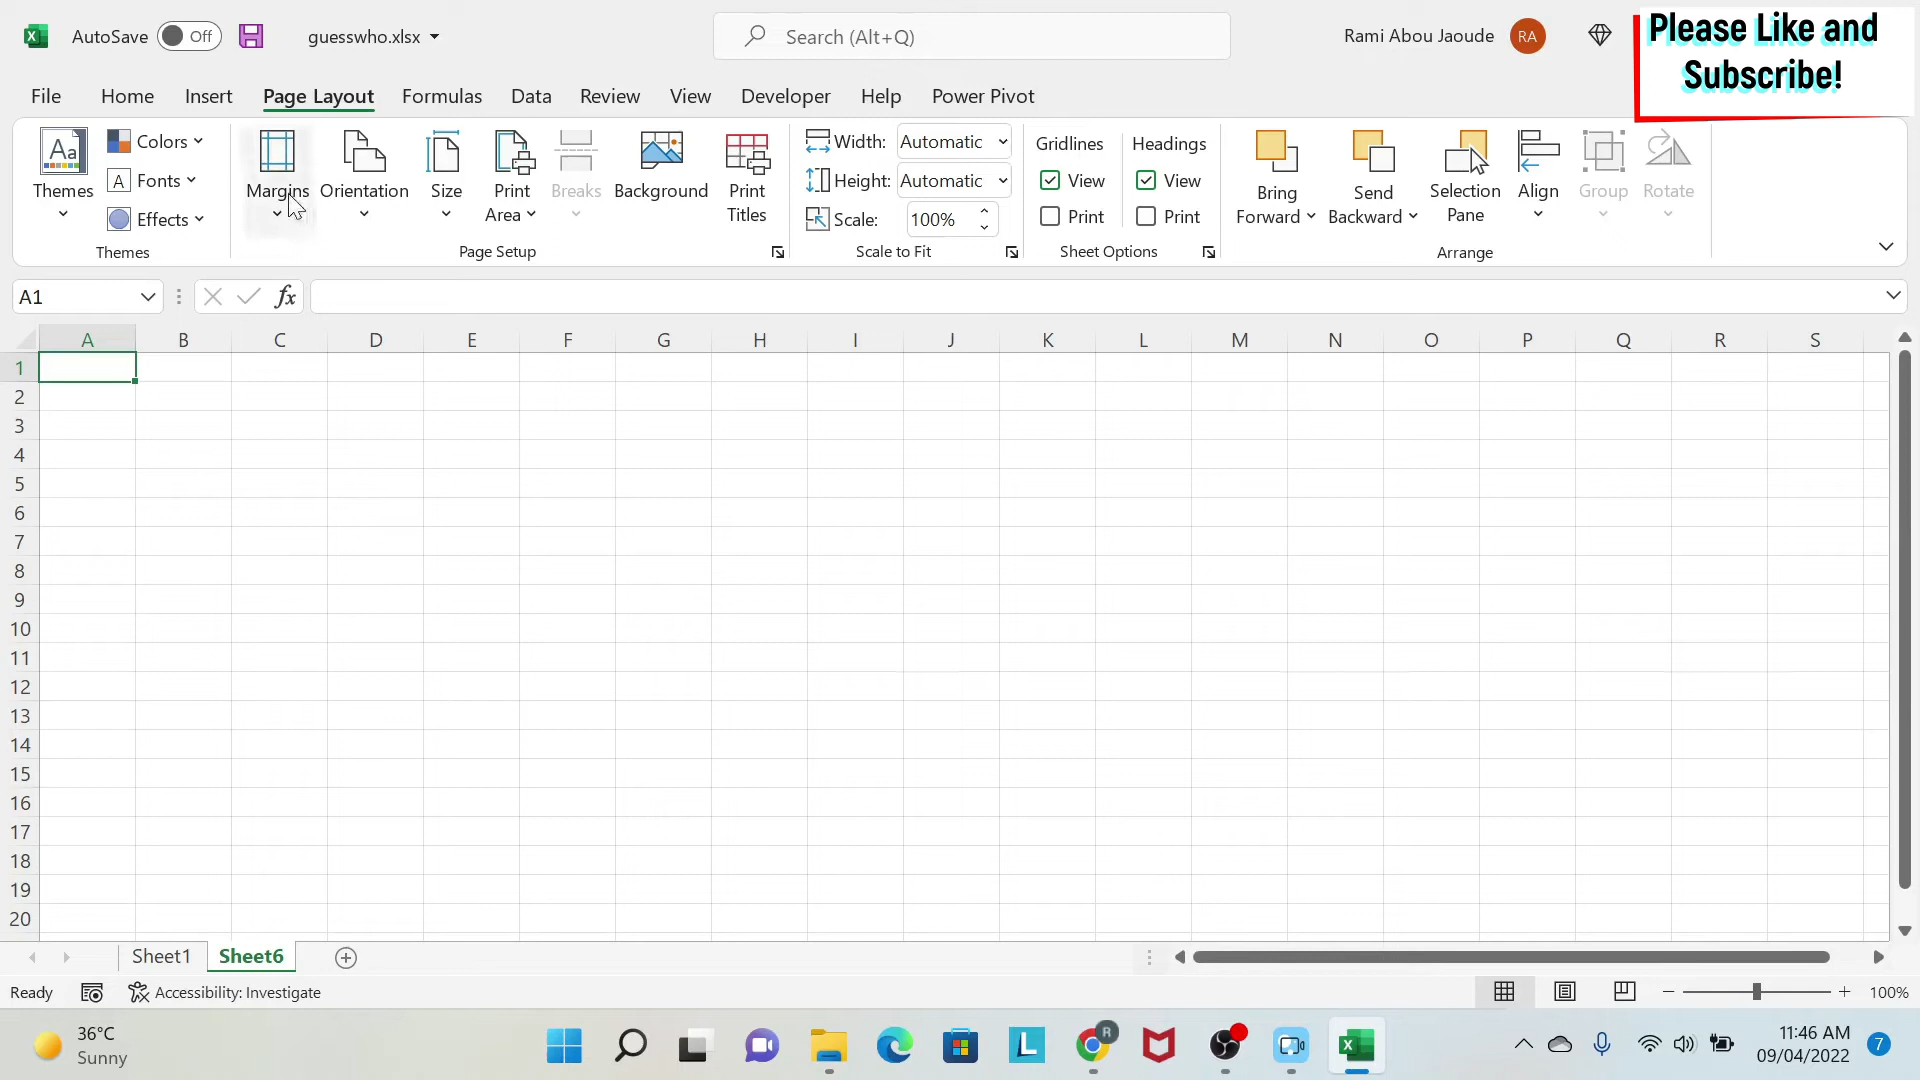 AutoSave Off guesswho.xlsx Search (Alt+Q) Rami Abou Jaoude RA
Please Like and
Subscribe!
File Home Insert Page Layout Formulas Data Review View Developer Help Power Pivot
Aa Themes
Colors
A Fonts
Effects
Themes
Margins Orientation Size Print Area Breaks Background Print Titles
Page Setup
Width: Automatic
Height: Automatic
Scale: 100%
Scale to Fit
Gridlines Headings
View View
Print Print
Sheet Options
Bring Forward Send Backward Selection Pane Align Group Rotate
Arrange
A1 fx
A B C D E F G H I J K L M N O P Q R S
1
2
3
4
5
6
7
8
9
10
11
12
13
14
15
16
17
18
19
20
Sheet1 Sheet6
Ready Accessibility: Investigate 100%
36°C
Sunny
L R
11:46 AM
09/04/2022
7